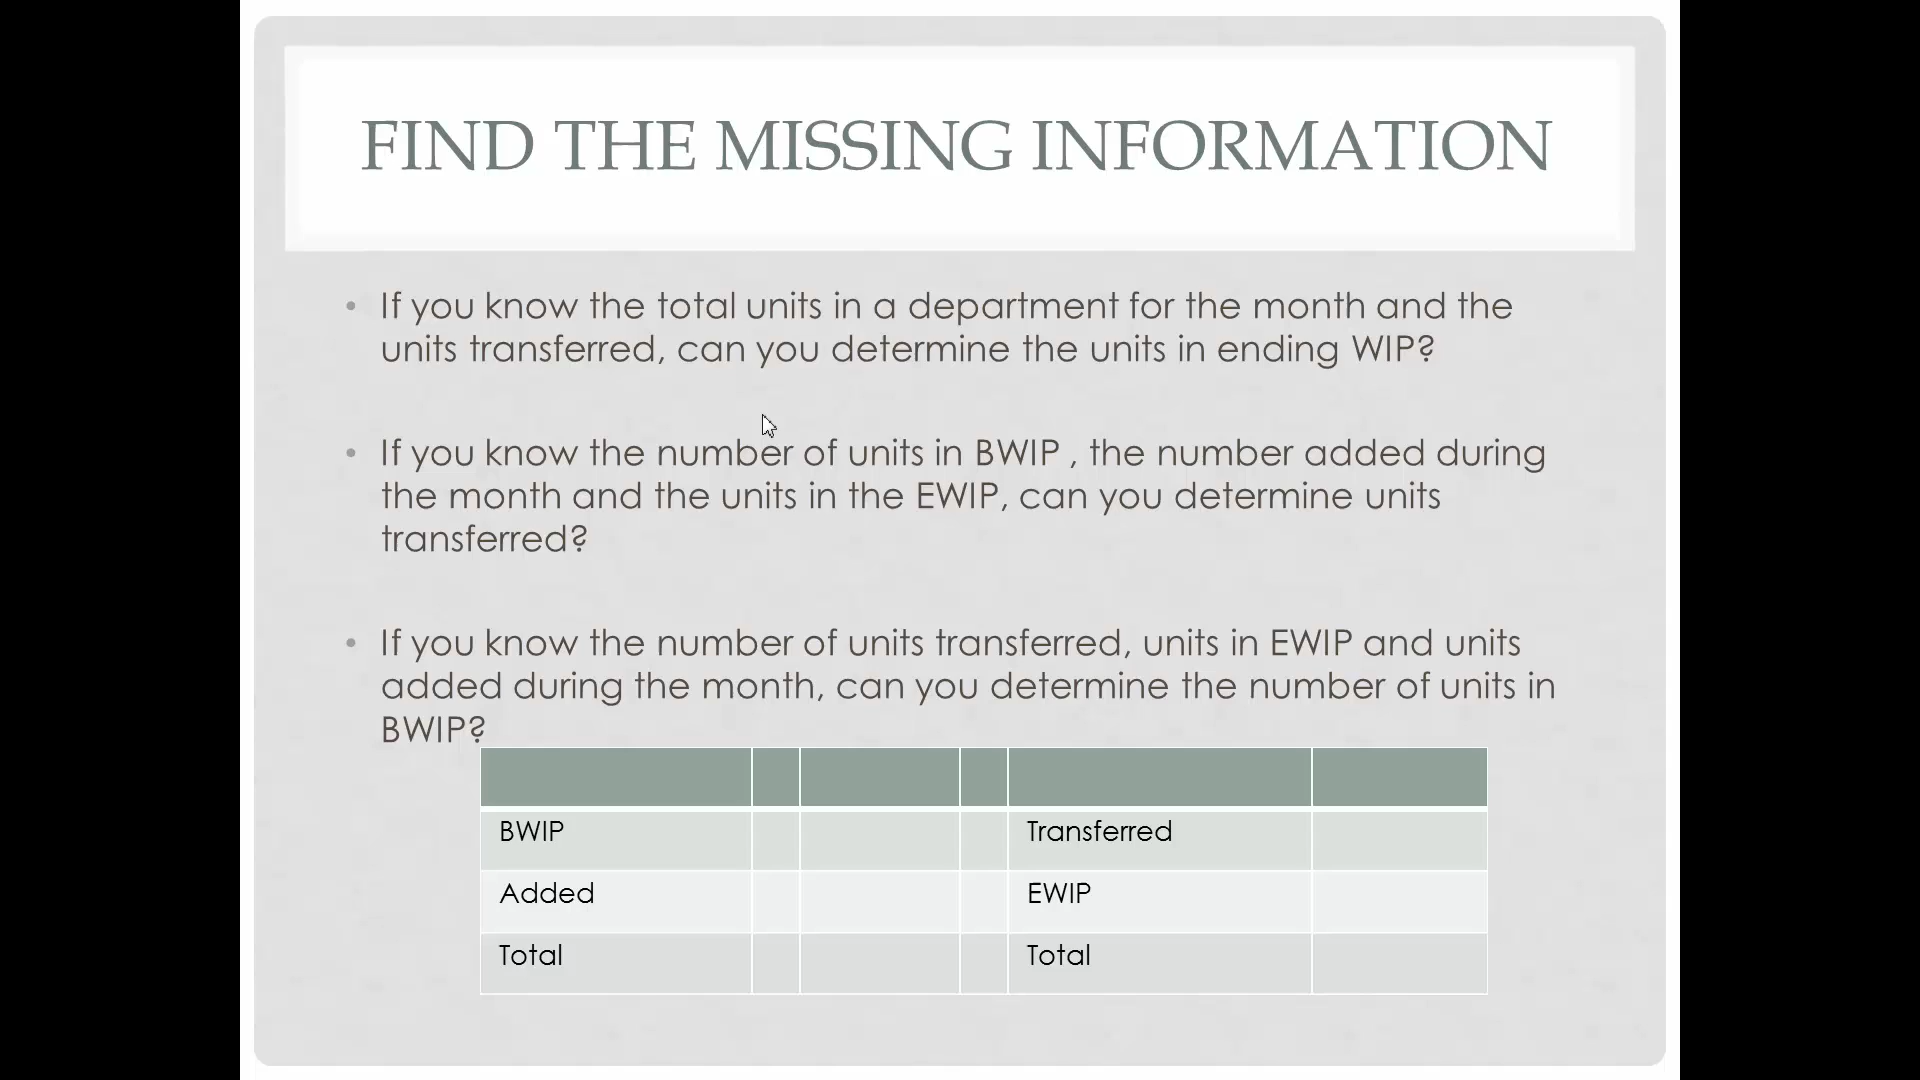 FIND THE MISSING INFORMATION
• If you know the total units in a department for the month and the
units transferred, can you determine the units in ending WIP?
• If you know the number of units in BWIP , the number added during
the month and the units in the EWIP, can you determine units
transferred?
• If you know the number of units transferred, units in EWIP and units
added during the month, can you determine the number of units in
BWIP?
BWIP Transferred
Added EWIP
Total Total